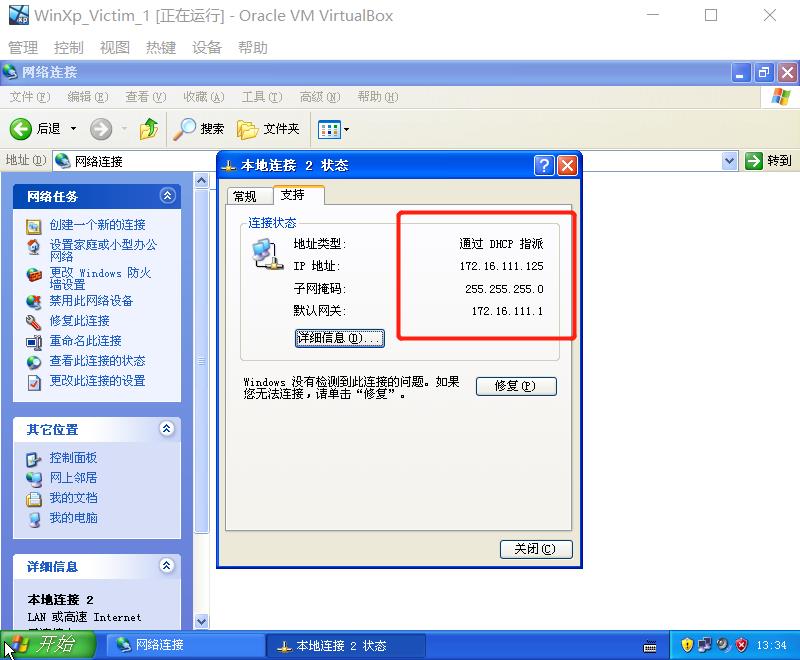 WinXp_Victim_1 [正在运行] - Oracle VM VirtualBox
管理 控制 视图 热键 设备 帮助
网络连接
文件(F) 编辑(E) 查看(V) 收藏(A) 工具(T) 高级(N) 帮助(H)
后退 搜索 文件夹
地址(D) 网络连接 转到
网络任务
创建一个新的连接
设置家庭或小型办公
网络
更改 Windows 防火
墙设置
禁用此网络设备
修复此连接
重命名此连接
查看此连接的状态
更改此连接的设置
其它位置
控制面板
网上邻居
我的文档
我的电脑
详细信息
本地连接 2
LAN 或高速 Internet
本地连接 2 状态
常规 支持
连接状态
地址类型: 通过 DHCP 指派
IP 地址: 172.16.111.125
子网掩码: 255.255.255.0
默认网关: 172.16.111.1
详细信息(D)...
Windows 没有检测到此连接的问题。如果
您无法连接，请单击“修复”。
修复(P)
关闭(C)
开始 网络连接 本地连接 2 状态 13:34